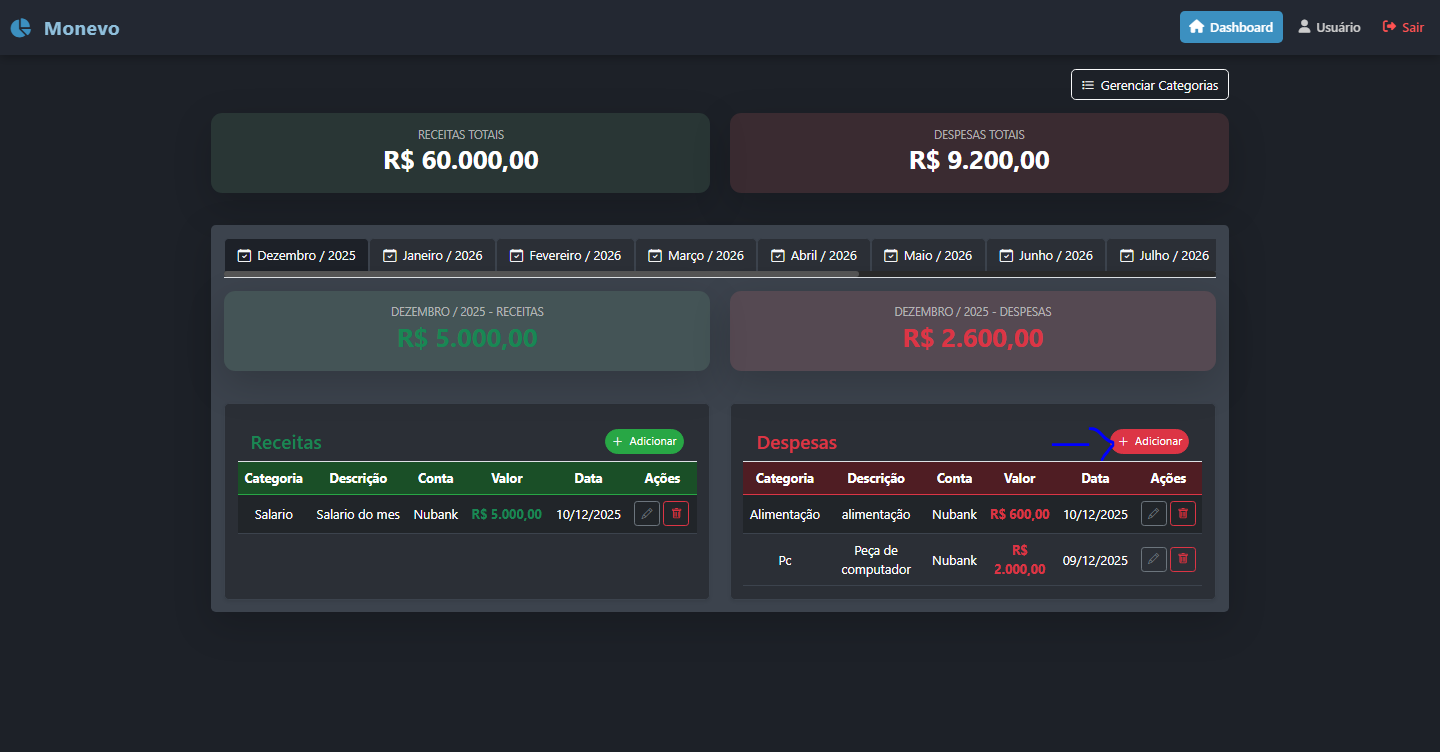 Monevo
Dashboard
Usuário
Sair
Gerenciar Categorias
RECEITAS TOTAIS
R$ 60.000,00
DESPESAS TOTAIS
R$ 9.200,00
Dezembro / 2025
Janeiro / 2026
Fevereiro / 2026
Março / 2026
Abril / 2026
Maio / 2026
Junho / 2026
Julho / 2026
DEZEMBRO / 2025 - RECEITAS
R$ 5.000,00
DEZEMBRO / 2025 - DESPESAS
R$ 2.600,00
Receitas
+ Adicionar
Categoria Descrição Conta Valor Data Ações
Salario Salario do mes Nubank R$ 5.000,00 10/12/2025
Despesas
+ Adicionar
Categoria Descrição Conta Valor Data Ações
Alimentação alimentação Nubank R$ 600,00 10/12/2025
Pc Peça de computador Nubank R$ 2.000,00 09/12/2025